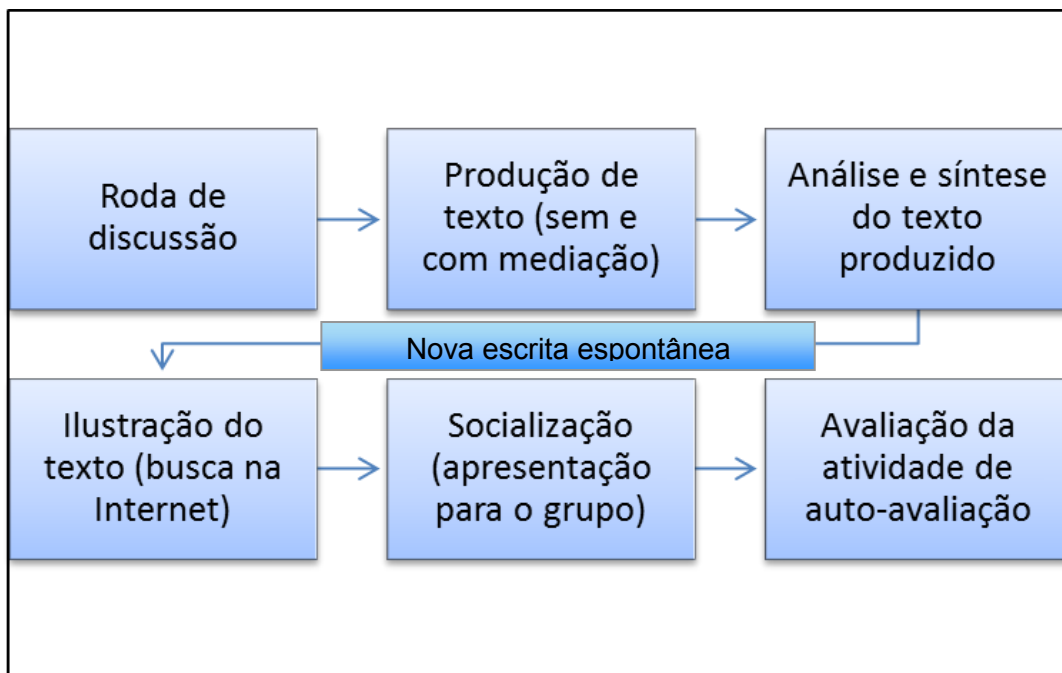 Roda de
discussão
Produção de
texto (sem e
com mediação)
Análise e síntese
do texto
produzido
Nova escrita espontânea
Ilustração do
texto (busca na
Internet)
Socialização
(apresentação
para o grupo)
Avaliação da
atividade de
auto-avaliação